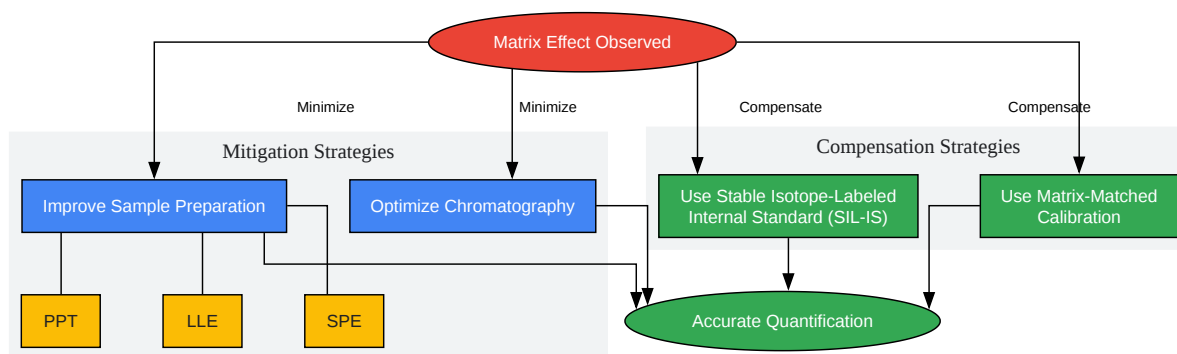 Matrix Effect Observed
Minimize
Minimize
Compensate
Compensate
Mitigation Strategies
Compensation Strategies
Improve Sample Preparation
Optimize Chromatography
Use Stable Isotope-Labeled
Internal Standard (SIL-IS)
Use Matrix-Matched
Calibration
PPT
LLE
SPE
Accurate Quantification